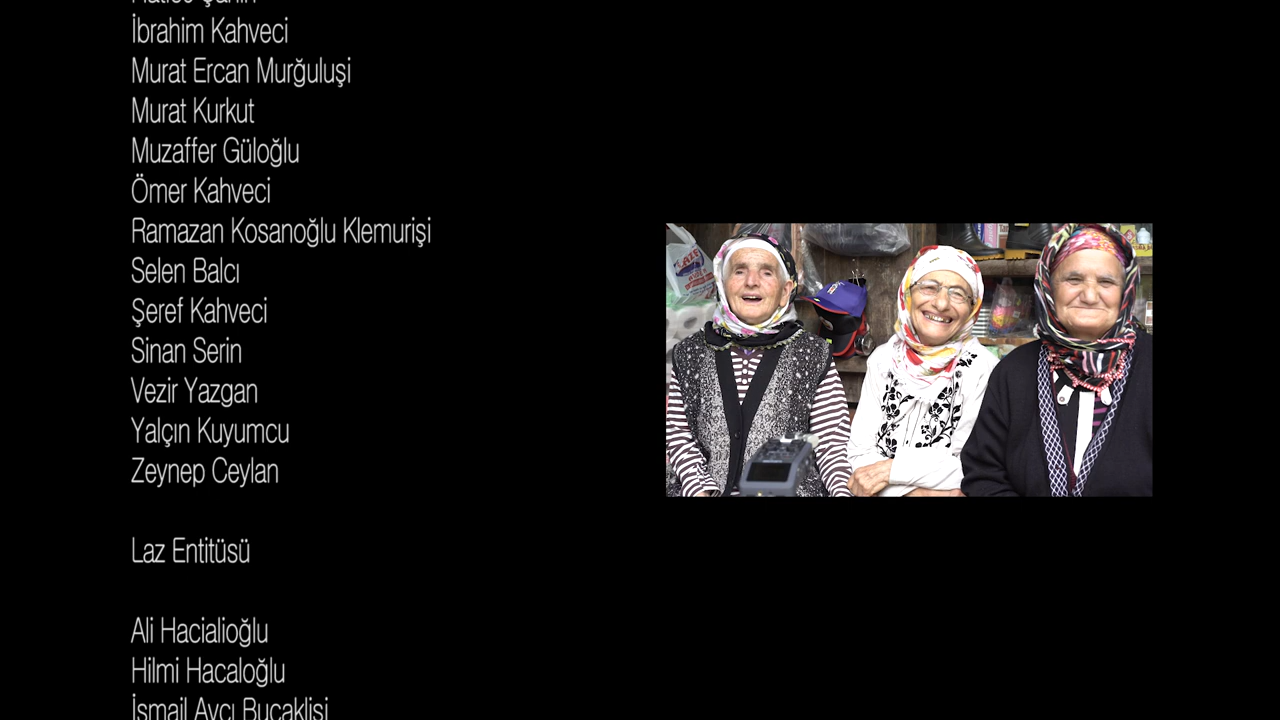 İbrahim Kahveci
Murat Ercan Murğuluşi
Murat Kurkut
Muzaffer Güloğlu
Ömer Kahveci
Ramazan Kosanoğlu Klemurişi
Selen Balcı
Şeref Kahveci
Sinan Serin
Vezir Yazgan
Yalçın Kuyumcu
Zeynep Ceylan
Laz Entitüsü
Ali Hacialioğlu
Hilmi Hacaloğlu
İsmail Avcı Bucaklişi